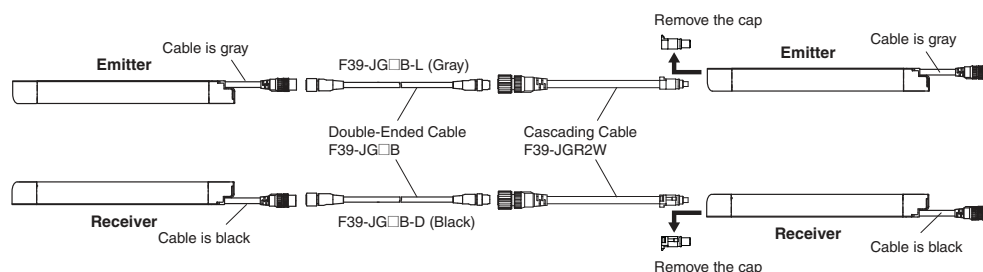 Remove the cap
Cable is gray
Emitter
F39-JG□B-L (Gray)
Emitter
Cable is gray
Double-Ended Cable
F39-JG□B
Cascading Cable
F39-JGR2W
Receiver
Cable is black
F39-JG□B-D (Black)
Receiver
Cable is black
Remove the cap